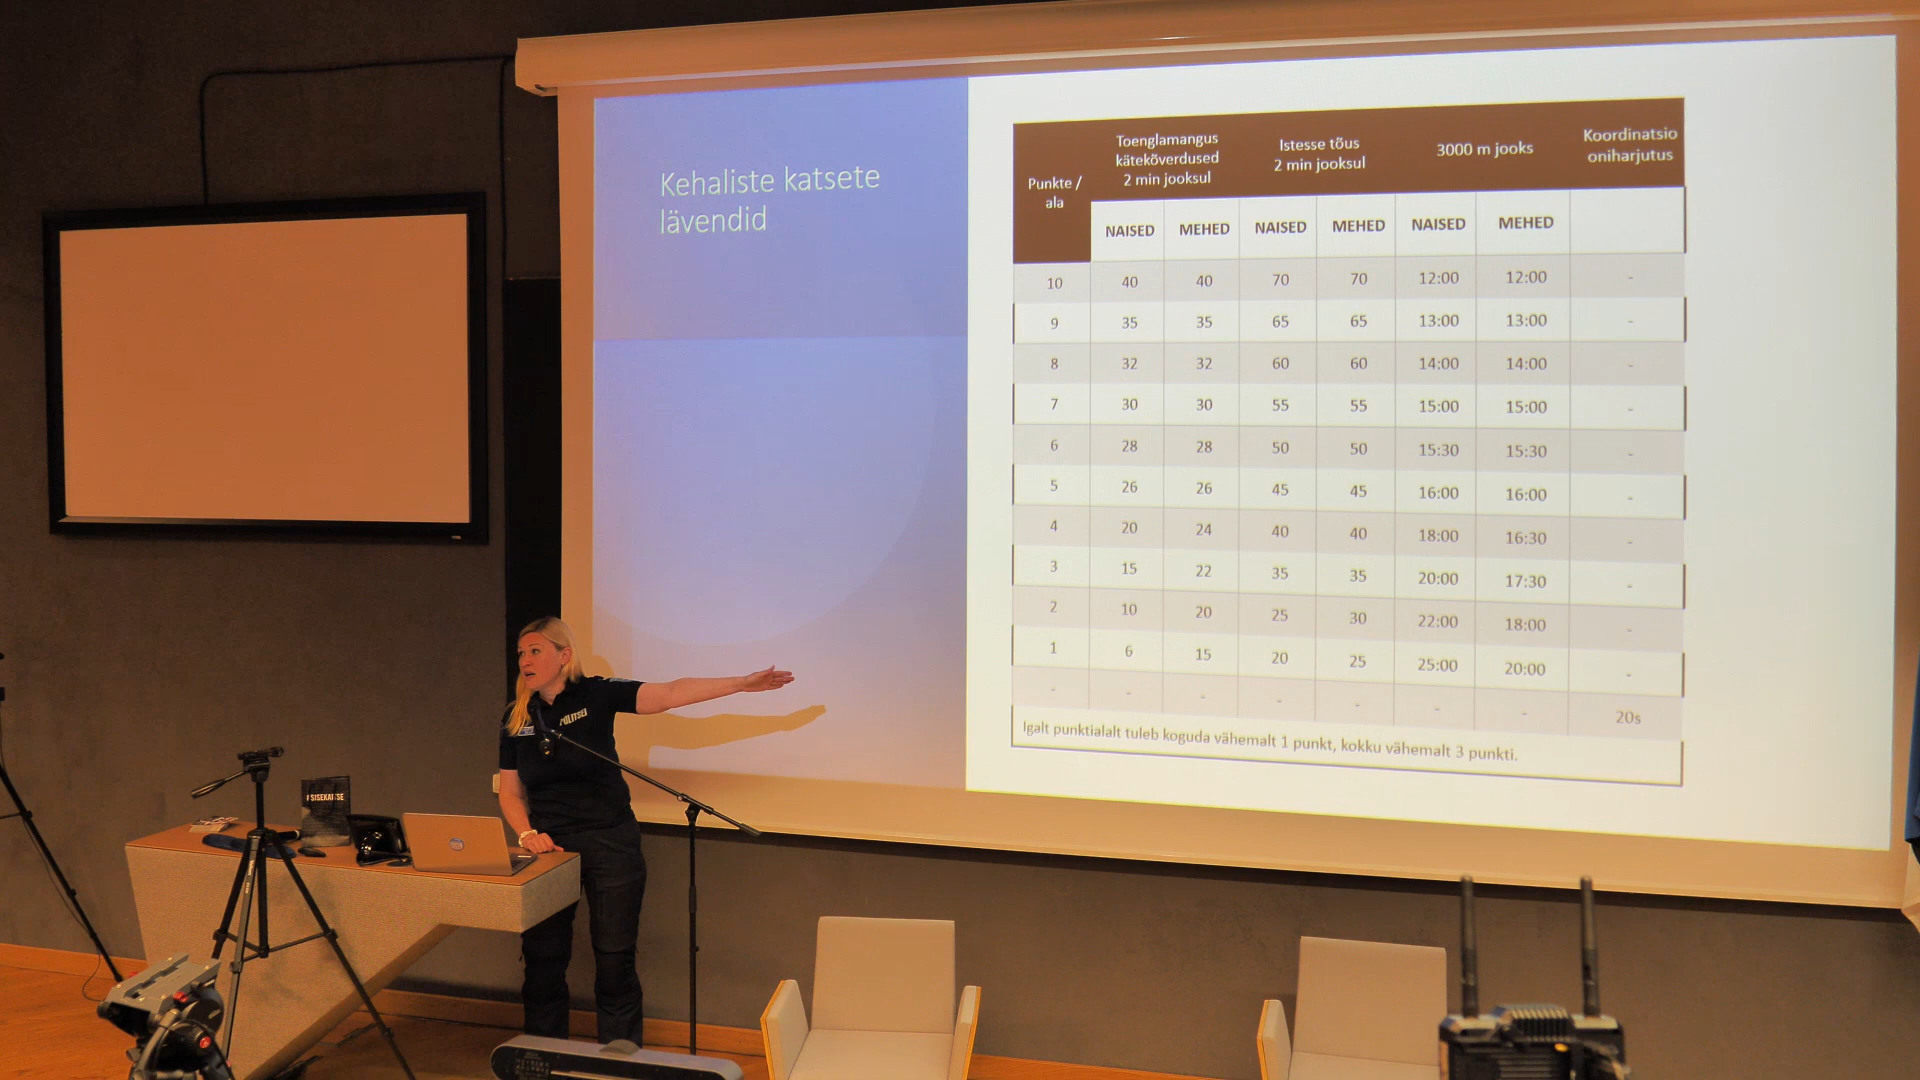 Kehaliste katsete
lävendid
Punkte /
ala
Toenglamangus
kätekõverdused
2 min jooksul
Istesse tõus
2 min jooksul
3000 m jooks
Koordinatsio
oniharjutus
NAISED MEHED NAISED MEHED NAISED MEHED
10 40 40 70 70 12:00 12:00 -
9 35 35 65 65 13:00 13:00 -
8 32 32 60 60 14:00 14:00 -
7 30 30 55 55 15:00 15:00 -
6 28 28 50 50 15:30 15:30 -
5 26 26 45 45 16:00 16:00 -
4 20 24 40 40 18:00 16:30 -
3 15 22 35 35 20:00 17:30 -
2 10 20 25 30 22:00 18:00 -
1 6 15 20 25 25:00 20:00 -
- - - - - - - 20s
Igalt punktialalt tuleb koguda vähemalt 1 punkt, kokku vähemalt 3 punkti.
POLITSEI
SISEKAITSE